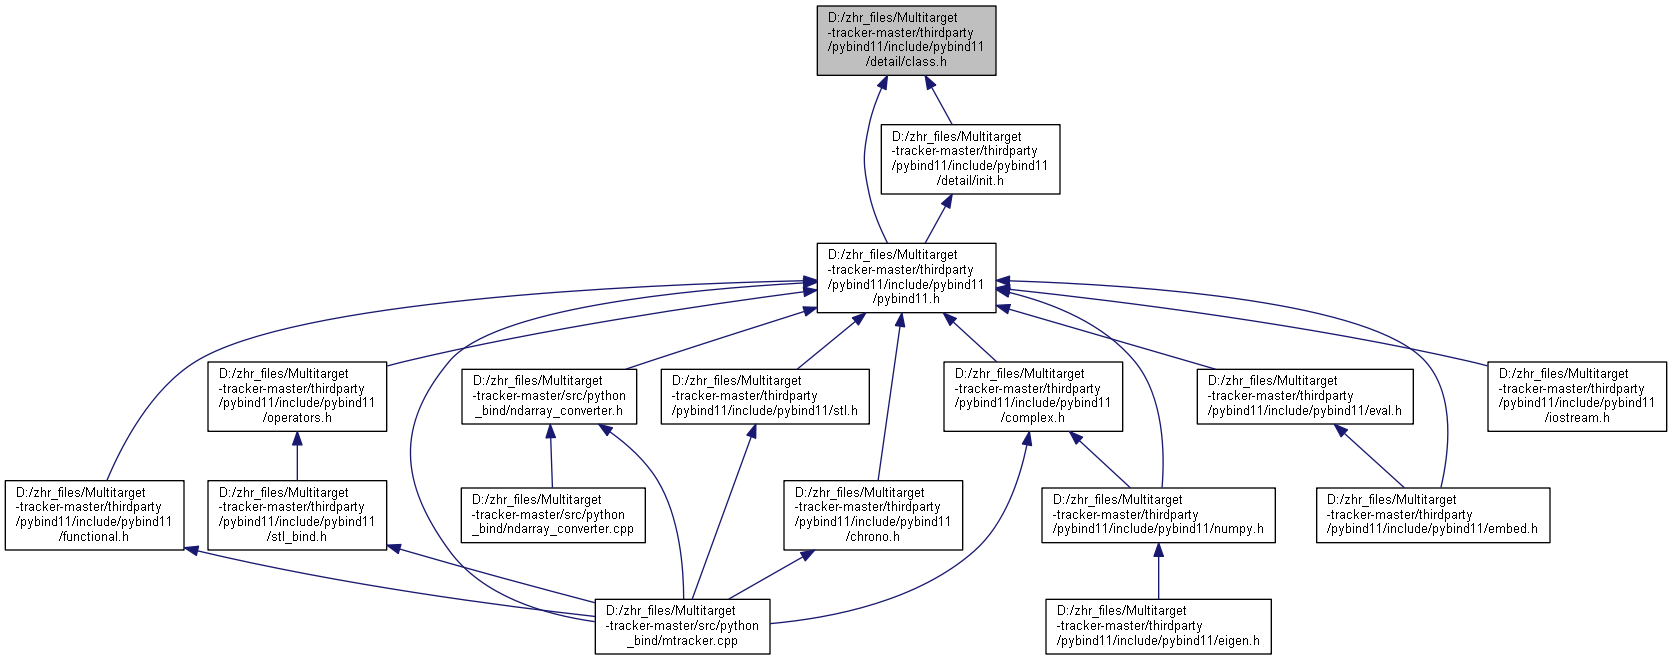 D:/zhr_files/Multitarget
-tracker-master/thirdparty
/pybind11/include/pybind11
/detail/class.h
D:/zhr_files/Multitarget
-tracker-master/thirdparty
/pybind11/include/pybind11
/detail/init.h
D:/zhr_files/Multitarget
-tracker-master/thirdparty
/pybind11/include/pybind11
/pybind11.h
D:/zhr_files/Multitarget
-tracker-master/thirdparty
/pybind11/include/pybind11
/operators.h
D:/zhr_files/Multitarget
-tracker-master/src/python
_bind/ndarray_converter.h
D:/zhr_files/Multitarget
-tracker-master/thirdparty
/pybind11/include/pybind11/stl.h
D:/zhr_files/Multitarget
-tracker-master/thirdparty
/pybind11/include/pybind11
/complex.h
D:/zhr_files/Multitarget
-tracker-master/thirdparty
/pybind11/include/pybind11/eval.h
D:/zhr_files/Multitarget
-tracker-master/thirdparty
/pybind11/include/pybind11
/iostream.h
D:/zhr_files/Multitarget
-tracker-master/thirdparty
/pybind11/include/pybind11
/functional.h
D:/zhr_files/Multitarget
-tracker-master/thirdparty
/pybind11/include/pybind11
/stl_bind.h
D:/zhr_files/Multitarget
-tracker-master/src/python
_bind/ndarray_converter.cpp
D:/zhr_files/Multitarget
-tracker-master/thirdparty
/pybind11/include/pybind11
/chrono.h
D:/zhr_files/Multitarget
-tracker-master/thirdparty
/pybind11/include/pybind11/numpy.h
D:/zhr_files/Multitarget
-tracker-master/thirdparty
/pybind11/include/pybind11/embed.h
D:/zhr_files/Multitarget
-tracker-master/src/python
_bind/mtracker.cpp
D:/zhr_files/Multitarget
-tracker-master/thirdparty
/pybind11/include/pybind11/eigen.h